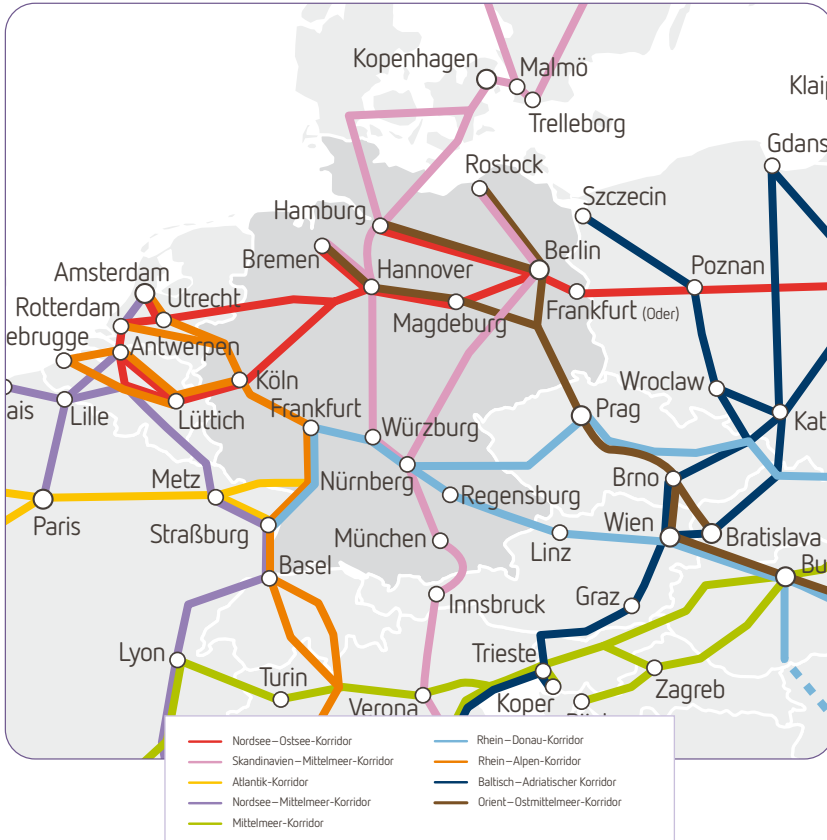 Kopenhagen
Malmö
Klaip
Trelleborg
Gdans
Rostock
Szczecin
Hamburg
Bremen
Berlin
Hannover
Poznan
Amsterdam
Utrecht
Rotterdam
Magdeburg
Frankfurt (Oder)
ebrugge
Antwerpen
Köln
Wroclaw
ais
Lille
Lüttich
Frankfurt
Prag
Kat
Würzburg
Metz
Nürnberg
Brno
Regensburg
Paris
Straßburg
München
Linz
Wien
Bratislava
Basel
Bu
Innsbruck
Graz
Lyon
Trieste
Turin
Zagreb
Verona
Koper
Nordsee–Ostsee-Korridor
Skandinavien–Mittelmeer-Korridor
Atlantik-Korridor
Nordsee–Mittelmeer-Korridor
Mittelmeer-Korridor
Rhein–Donau-Korridor
Rhein–Alpen-Korridor
Baltisch–Adriatischer Korridor
Orient–Ostmittelmeer-Korridor